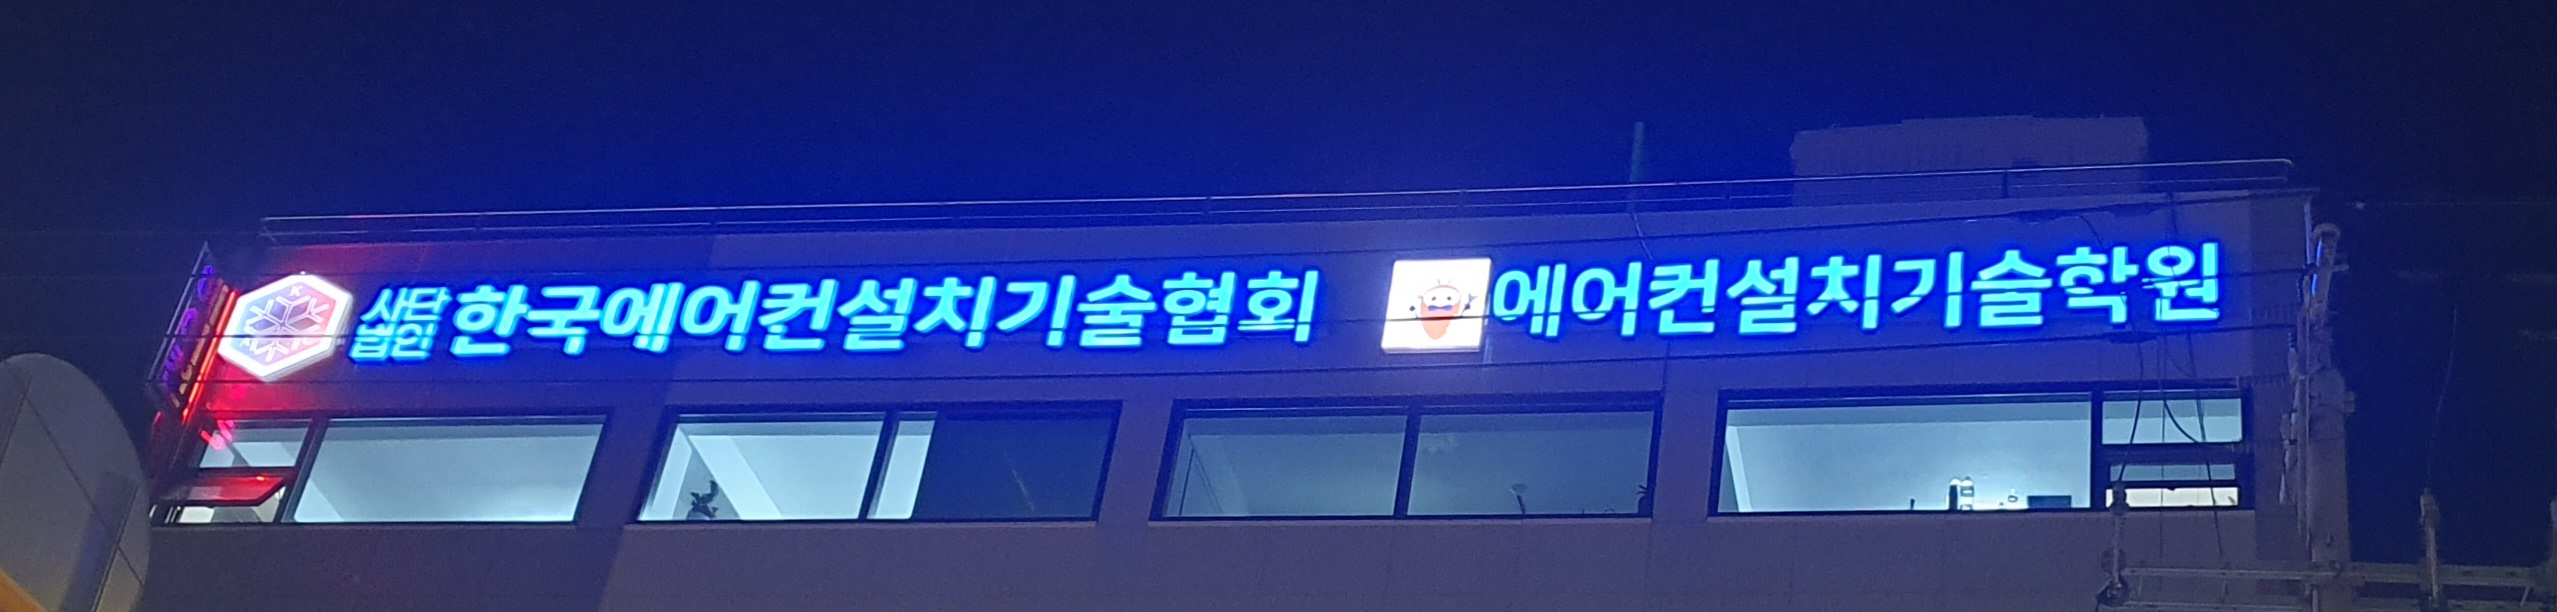 사단
법인
한국에어컨설치기술협회
에어컨설치기술학원